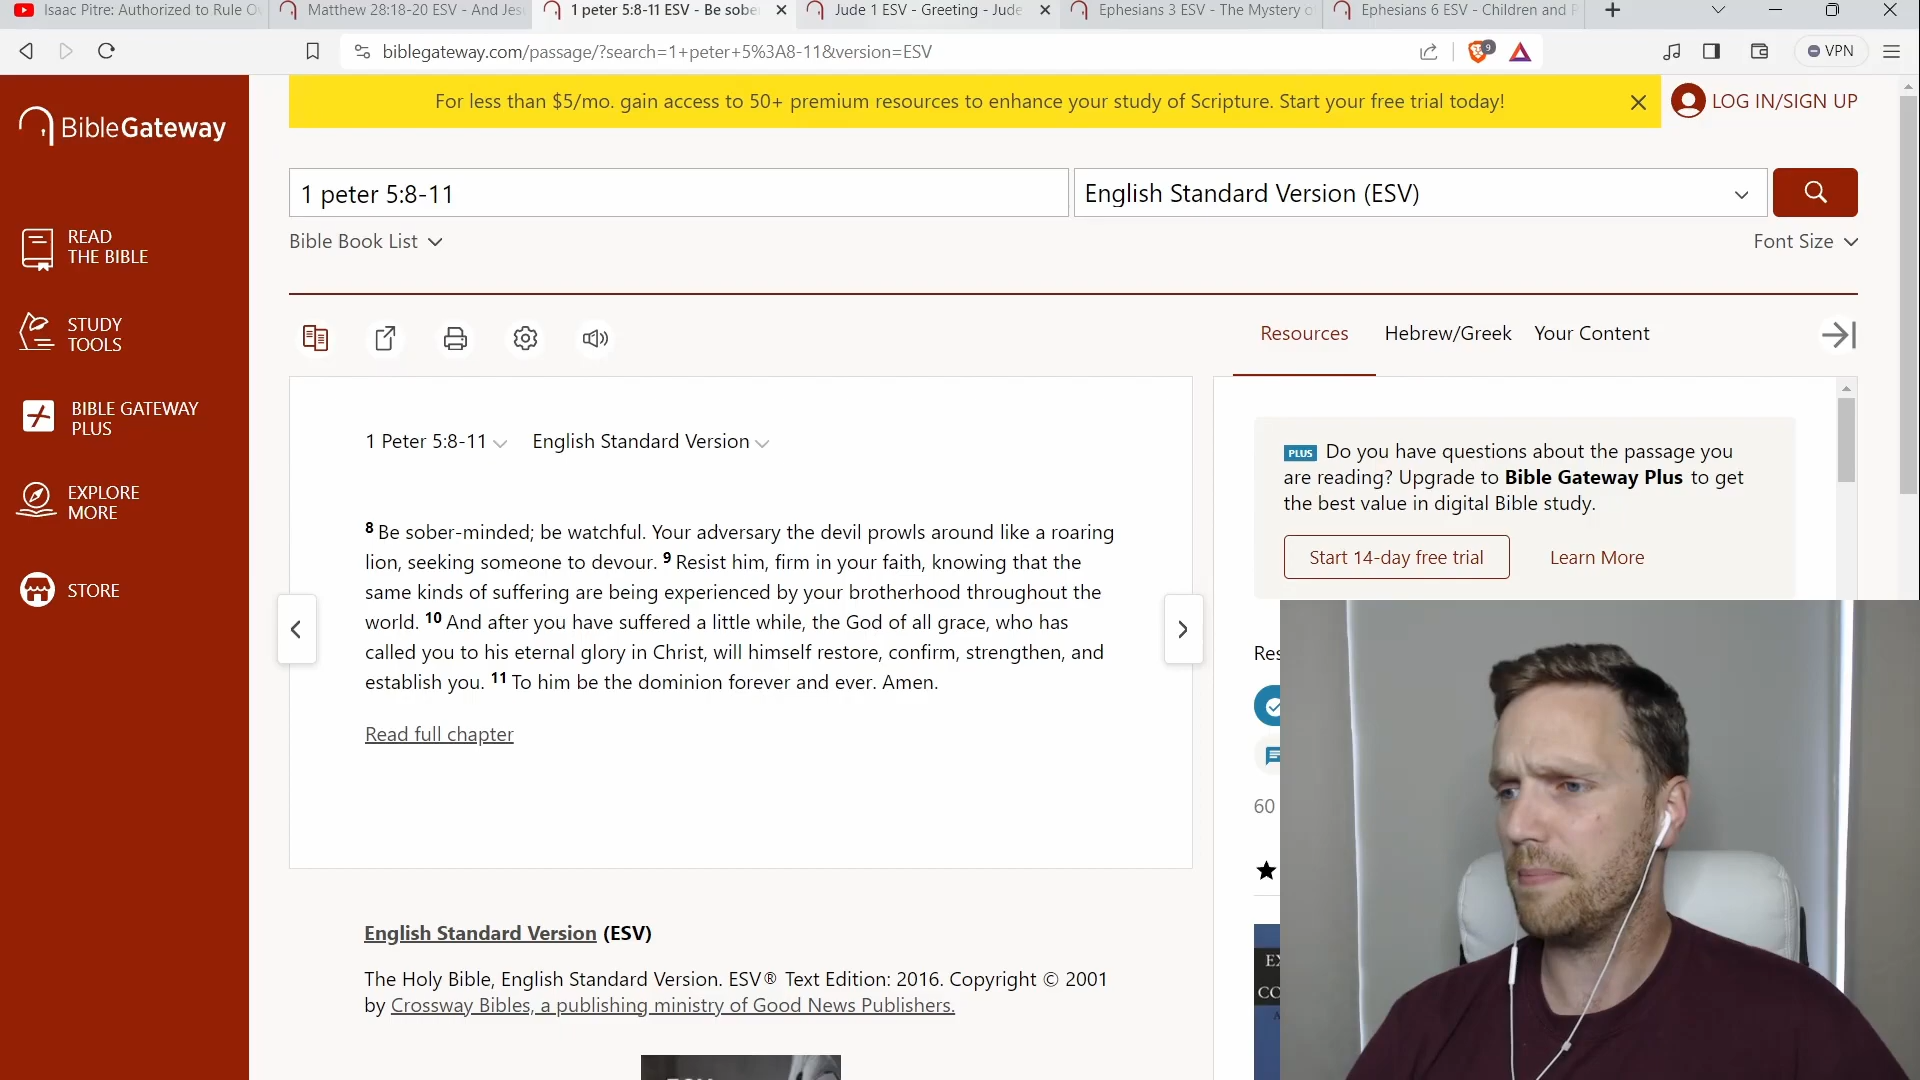 Isaac Pitre: Authorized to Rule O
Matthew 28:18-20 ESV - And Jesu
1 peter 5:8-11 ESV - Be sober
Jude 1 ESV - Greeting - Jude
Ephesians 3 ESV - The Mystery o
Ephesians 6 ESV - Children and P
biblegateway.com/passage/?search=1+peter+5%3A8-11&version=ESV
9
VPN
BibleGateway
For less than $5/mo. gain access to 50+ premium resources to enhance your study of Scripture. Start your free trial today!
LOG IN/SIGN UP
1 peter 5:8-11
English Standard Version (ESV)
Bible Book List
Font Size
READ
THE BIBLE
STUDY
TOOLS
BIBLE GATEWAY
PLUS
EXPLORE
MORE
STORE
Resources
Hebrew/Greek
Your Content
1 Peter 5:8-11
English Standard Version
8 Be sober-minded; be watchful. Your adversary the devil prowls around like a roaring
lion, seeking someone to devour. 9 Resist him, firm in your faith, knowing that the
same kinds of suffering are being experienced by your brotherhood throughout the
world. 10 And after you have suffered a little while, the God of all grace, who has
called you to his eternal glory in Christ, will himself restore, confirm, strengthen, and
establish you. 11 To him be the dominion forever and ever. Amen.
Read full chapter
English Standard Version (ESV)
The Holy Bible, English Standard Version. ESV® Text Edition: 2016. Copyright © 2001
by Crossway Bibles, a publishing ministry of Good News Publishers.
PLUS Do you have questions about the passage you
are reading? Upgrade to Bible Gateway Plus to get
the best value in digital Bible study.
Start 14-day free trial
Learn More
Res
60
EX
CO